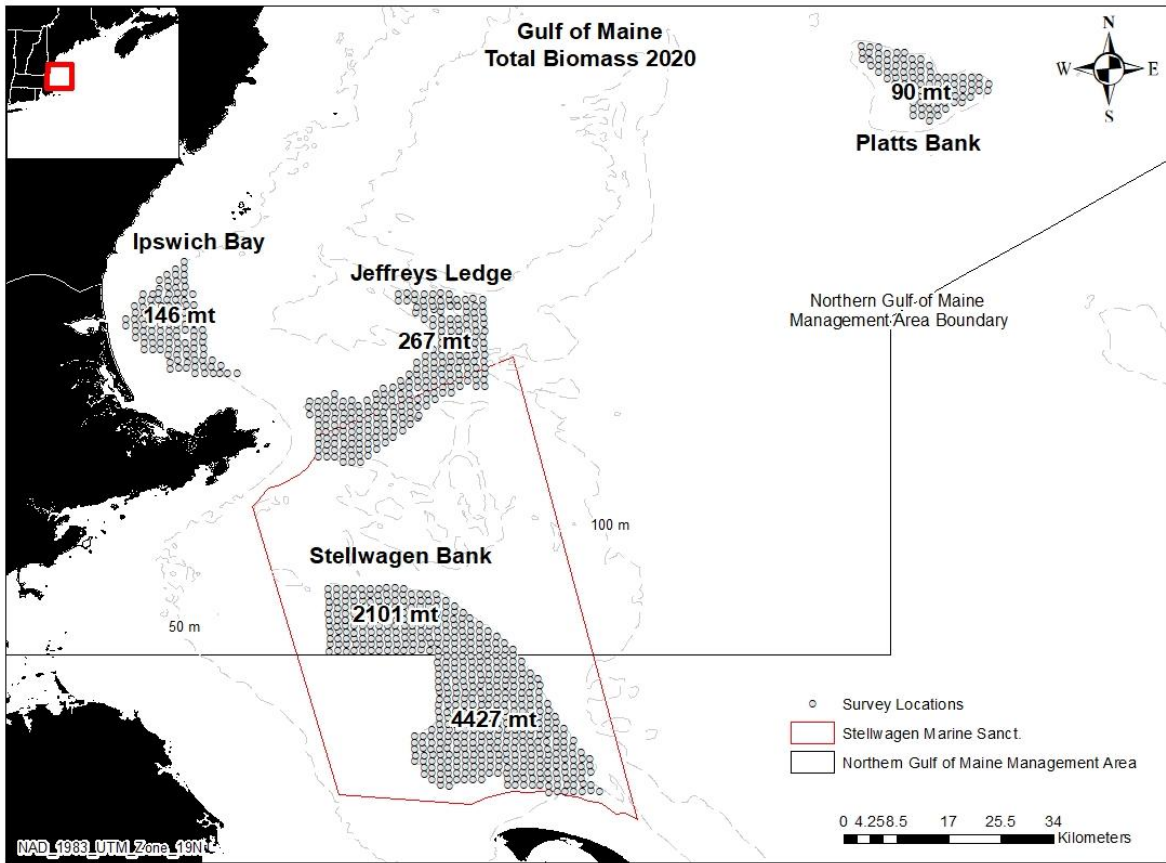 Gulf of Maine
Total Biomass 2020
N
W
E
S
90 mt
Platts Bank
Ipswich Bay
146 mt
Jeffreys Ledge
267 mt
Northern Gulf of Maine
Management Area Boundary
100 m
Stellwagen Bank
2101 mt
50 m
4427 mt
Survey Locations
Stellwagen Marine Sanct.
Northern Gulf of Maine Management Area
0 4.258.5 17 25.5 34
Kilometers
NAD_1983_UTM_Zone_19N